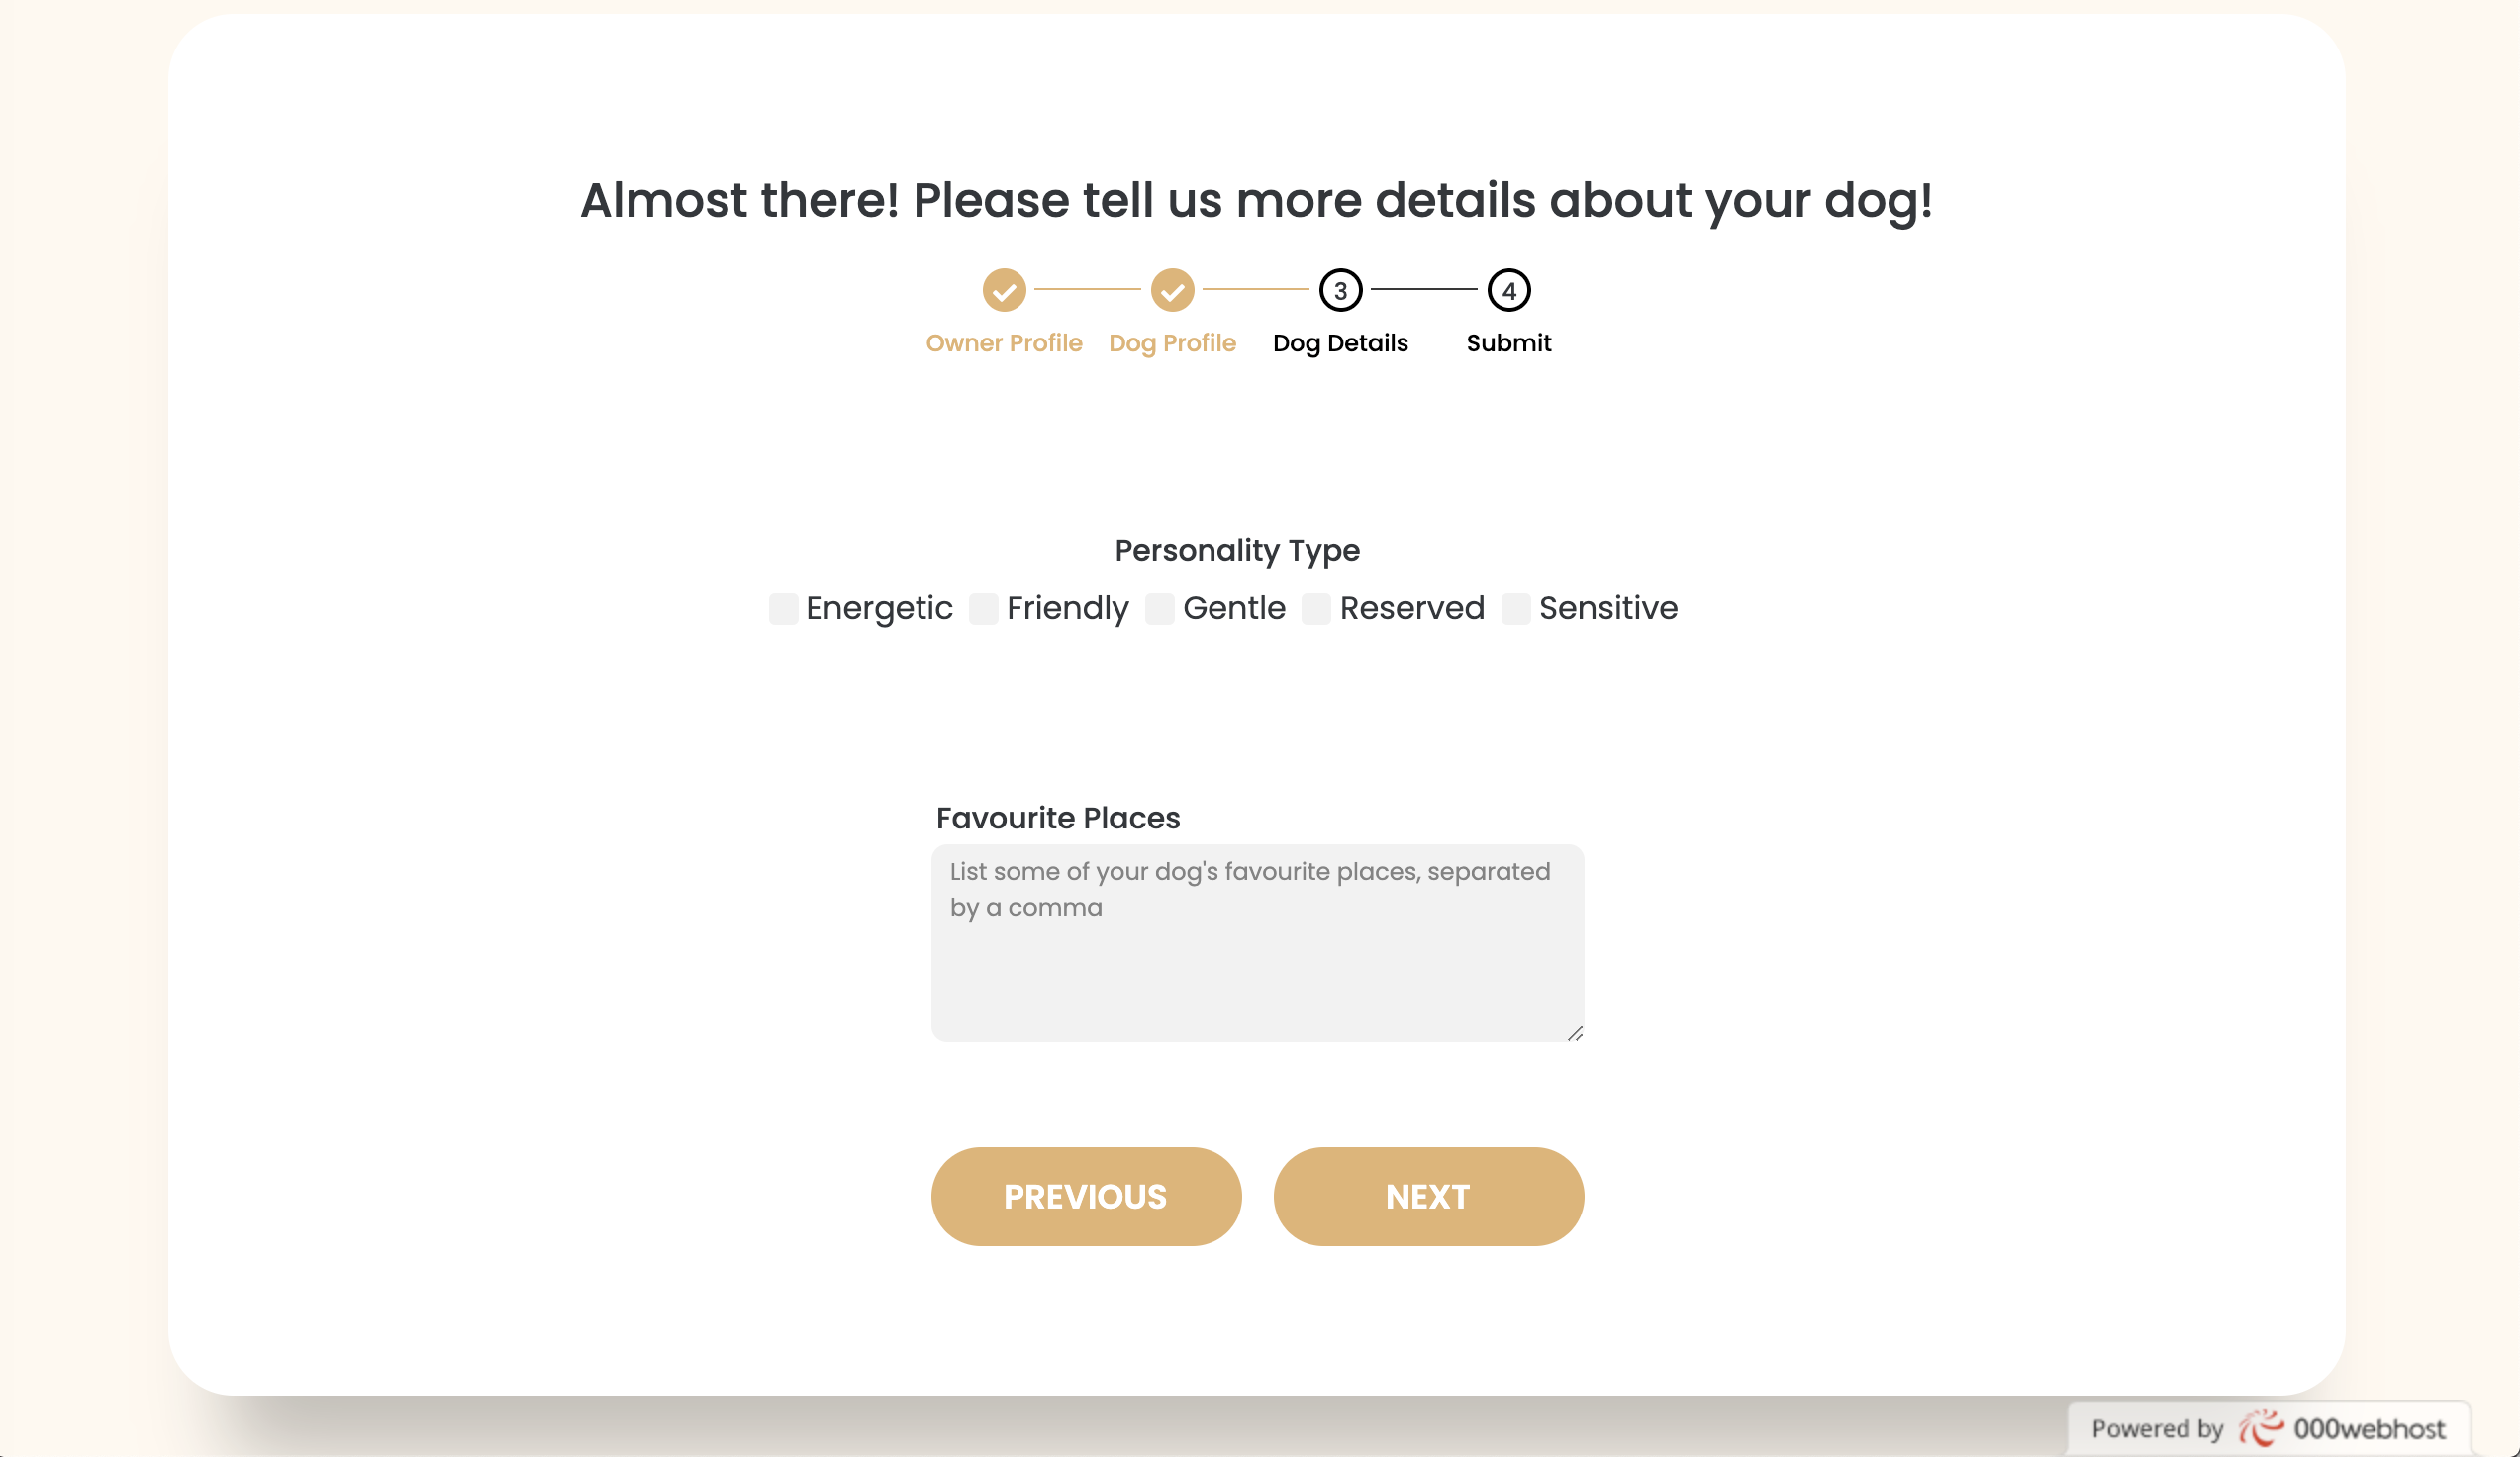 Almost there! Please tell us more details about your dog!
3
4
Owner Profile
Dog Profile
Dog Details
Submit
Personality Type
Energetic
Friendly
Gentle
Reserved
Sensitive
Favourite Places
List some of your dog's favourite places, separated
by a comma
PREVIOUS
NEXT
Powered by 000webhost